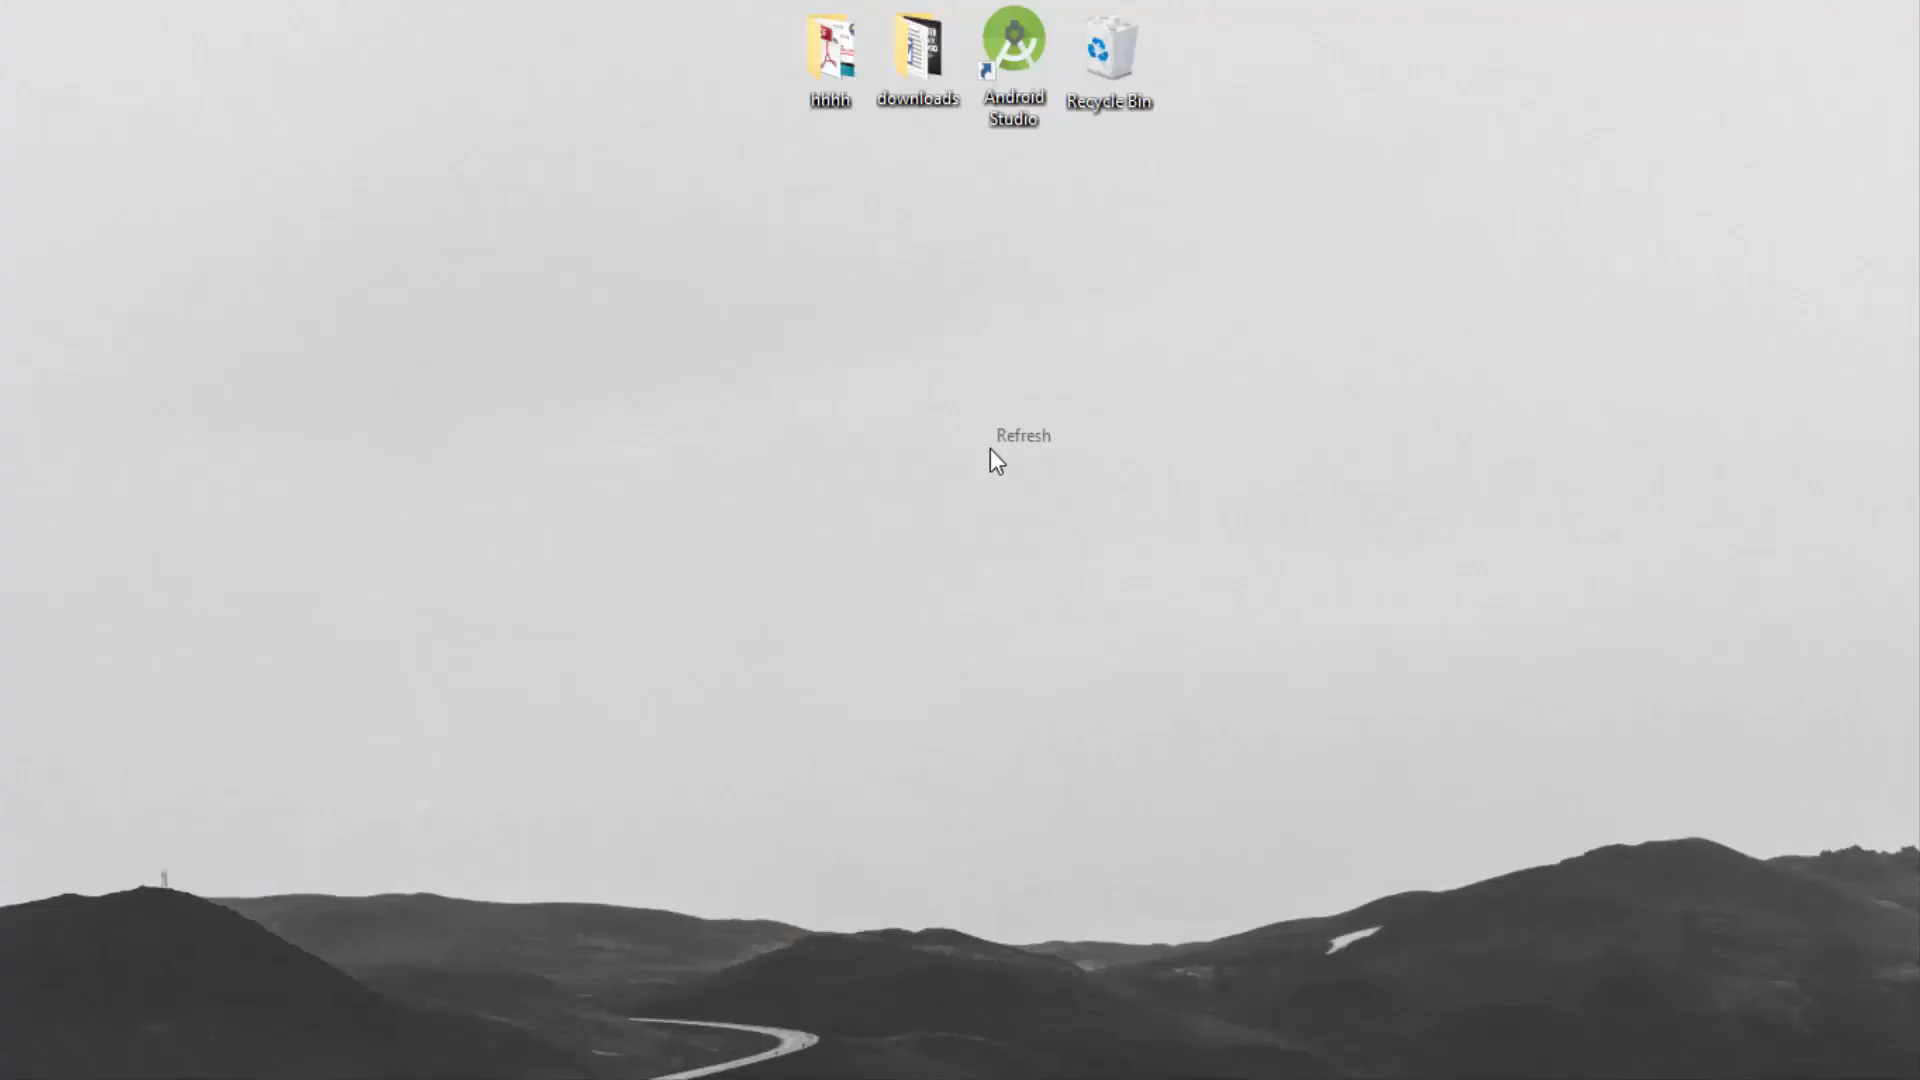 hhhh
downloads
Android
Studio
Recycle Bin
Refresh